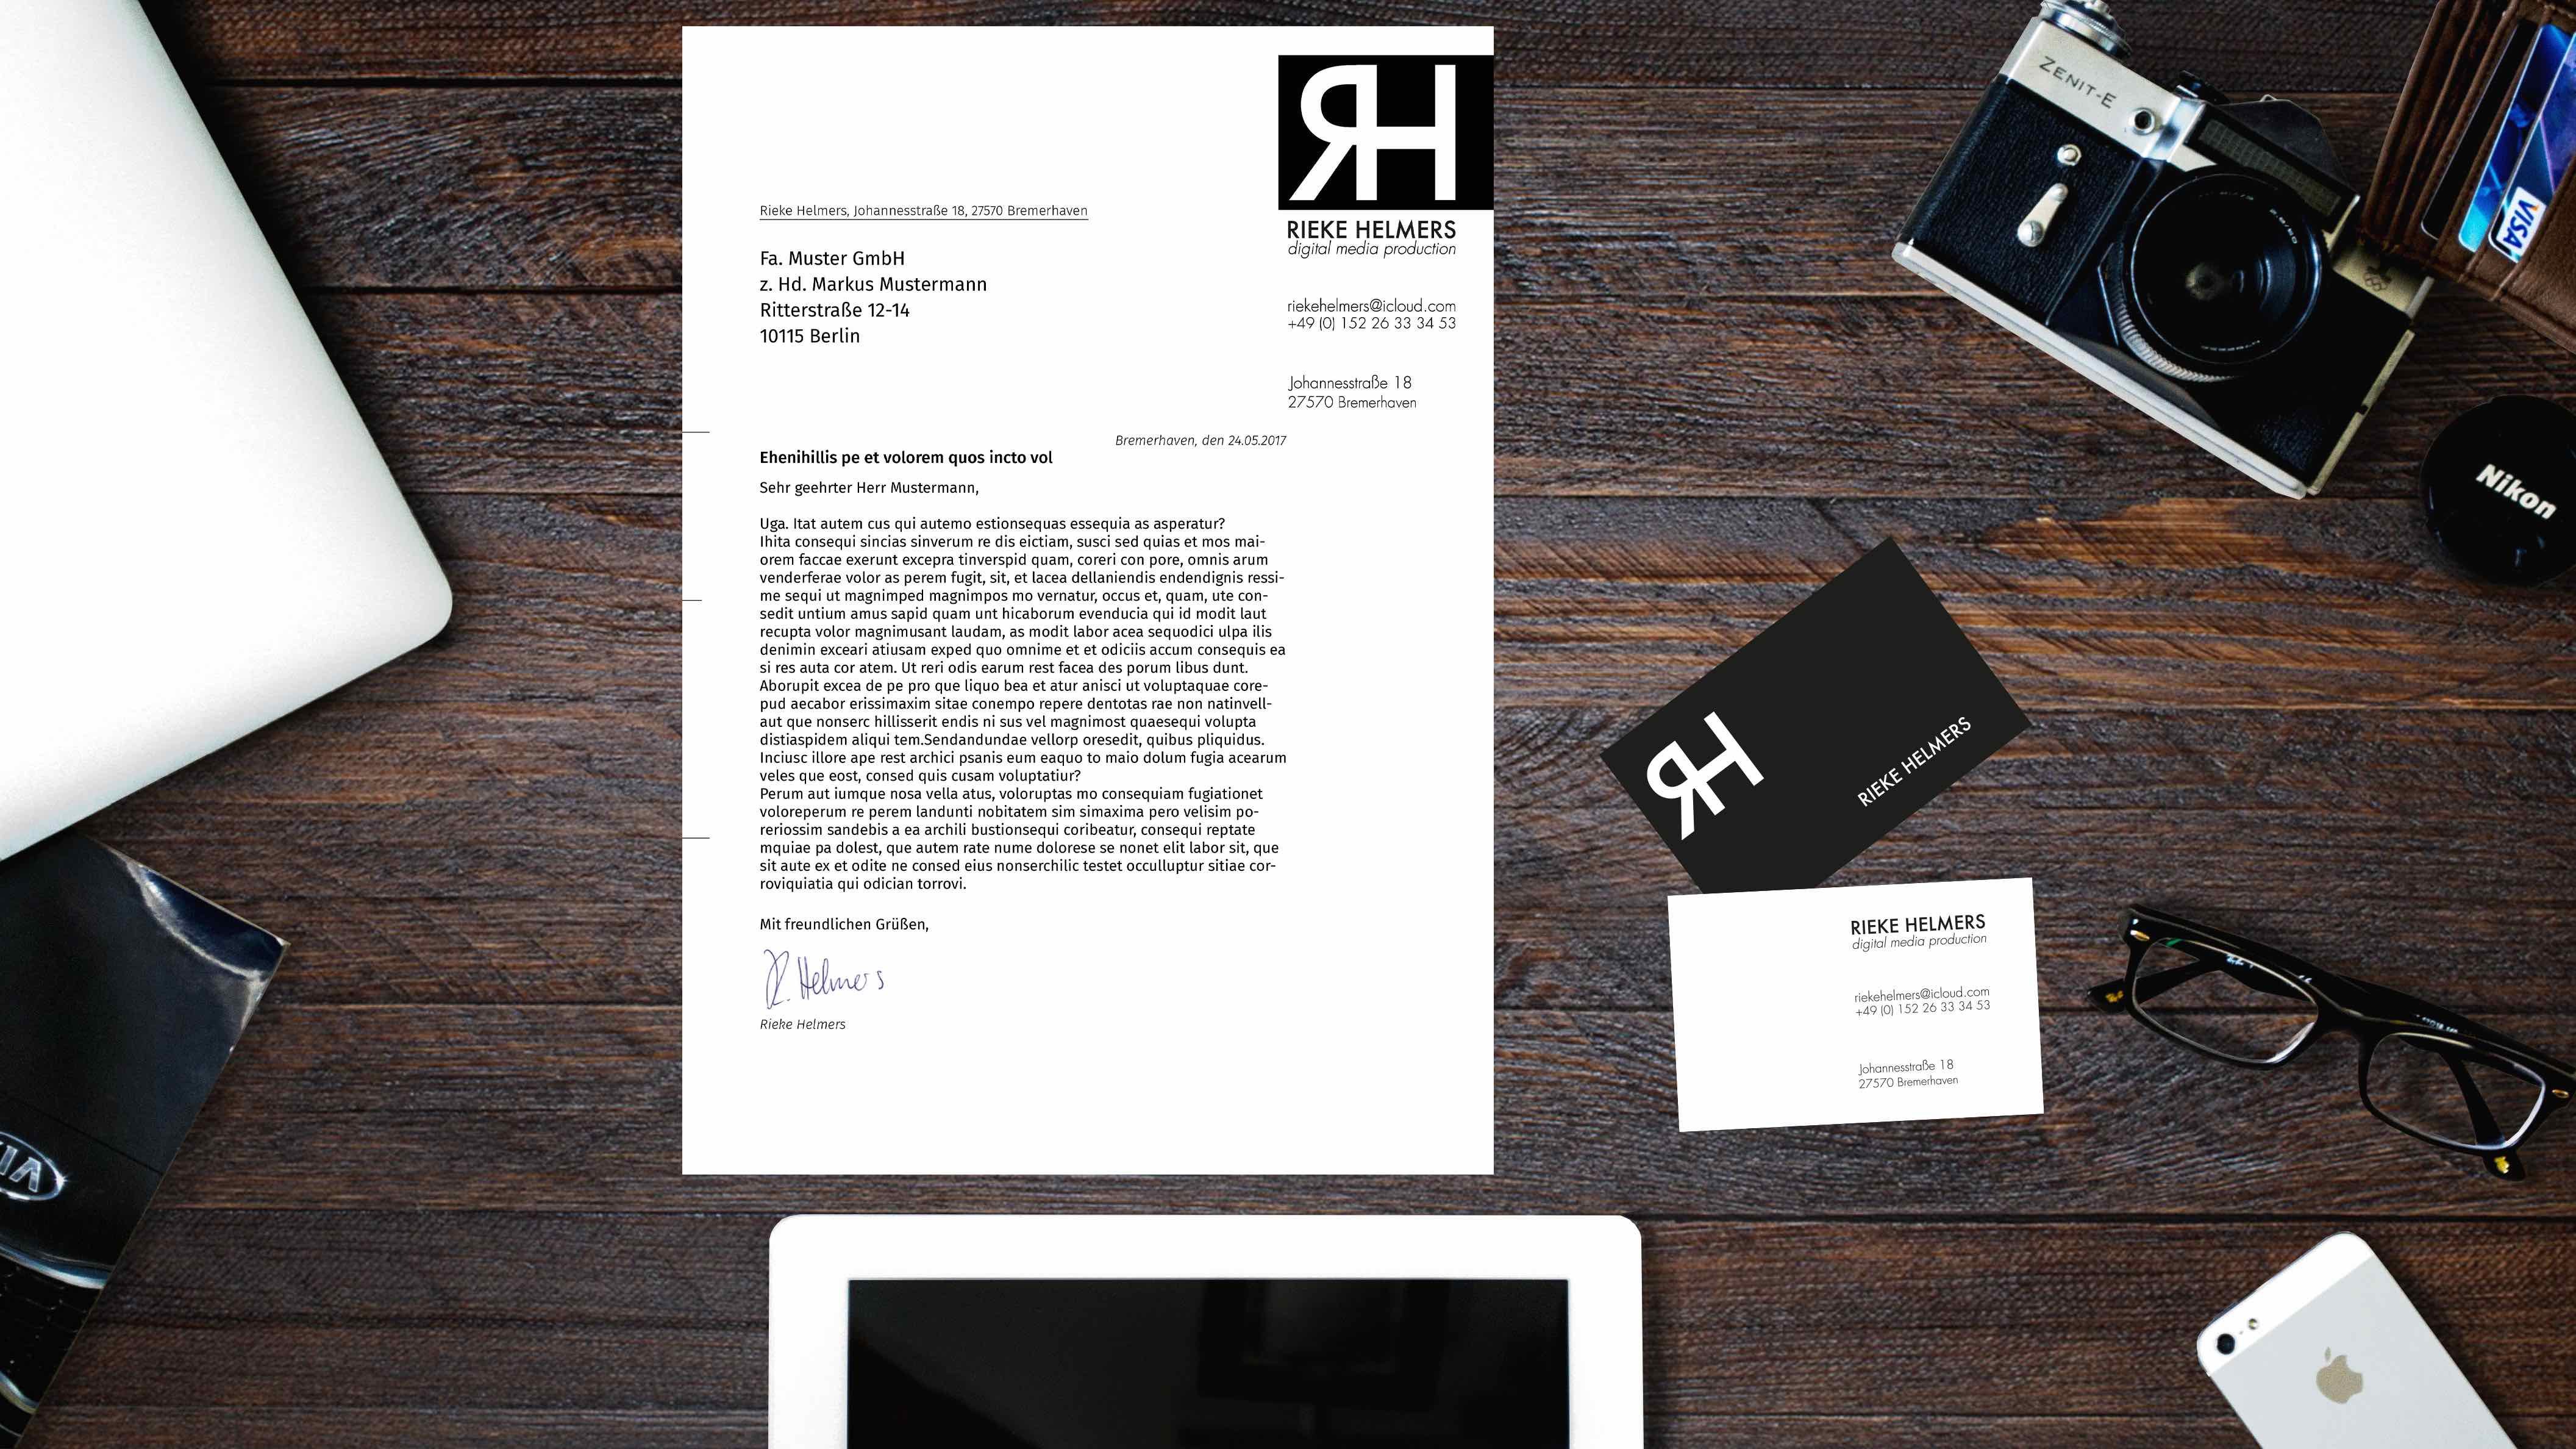 RH
RIEKE HELMERS
digital media production
riekehelmers@icloud.com
+49 (0) 152 26 33 34 53
Johannesstraße 18
27570 Bremerhaven
Rieke Helmers, Johannesstraße 18, 27570 Bremerhaven
Fa. Muster GmbH
z. Hd. Markus Mustermann
Ritterstraße 12-14
10115 Berlin
Bremerhaven, den 24.05.2017
Ehenihillis pe et volorem quos incto vol
Sehr geehrter Herr Mustermann,
Uga. Itat autem cus qui autemo estionsequas essequia as asperatur?
Ihita consequi sincias sinverum re dis eictiam, susci sed quias et mos mai-
orem faccae exerunt excepra tinverspid quam, coreri con pore, omnis arum
venderferae volor as perem fugit, sit, et lacea dellaniendis endendignis ressi-
me sequi ut magnimped magnimpos mo vernatur, occus et, quam, ute con-
sedit untium amus sapid quam unt hicaborum evenducia qui id modit laut
recupta volor magnimusant laudam, as modit labor acea sequodici ulpa ilis
denimin exceari atiusam exped quo omnime et et odiciis accum consequis ea
si res auta cor atem. Ut reri odis earum rest facea des porum libus dunt.
Aborupit excea de pe pro que liquo bea et atur anisci ut voluptaquae core-
pud aecabor erissimaxim sitae conempo repere dentotas rae non natinvell-
aut que nonserc hillisserit endis ni sus vel magnimost quaesequi volupta
distiaspidem aliqui tem.Sendandundae vellorp oresedit, quibus pliquidus.
Inciusc illore ape rest archici psanis eum eaquo to maio dolum fugia acearum
veles que eost, consed quis cusam voluptatiur?
Perum aut iumque nosa vella atus, voloruptas mo consequiam fugiationet
voloreperum re perem landunti nobitatem sim simaxima pero velisim po-
reriossim sandebis a ea archili bustionsequi coribeatur, consequi reptate
mquiae pa dolest, que autem rate nume dolorese se nonet elit labor sit, que
sit aute ex et odite ne consed eius nonserchilic testet occulluptur sitiae cor-
roviquiatia qui odician torrovi.
Mit freundlichen Grüßen,
R. Helmers
Rieke Helmers
ZENIT-E
VISA
Nikon
RH
RIEKE HELMERS
RIEKE HELMERS
digital media production
riekehelmers@icloud.com
+49 (0) 152 26 33 34 53
Johannesstraße 18
27570 Bremerhaven